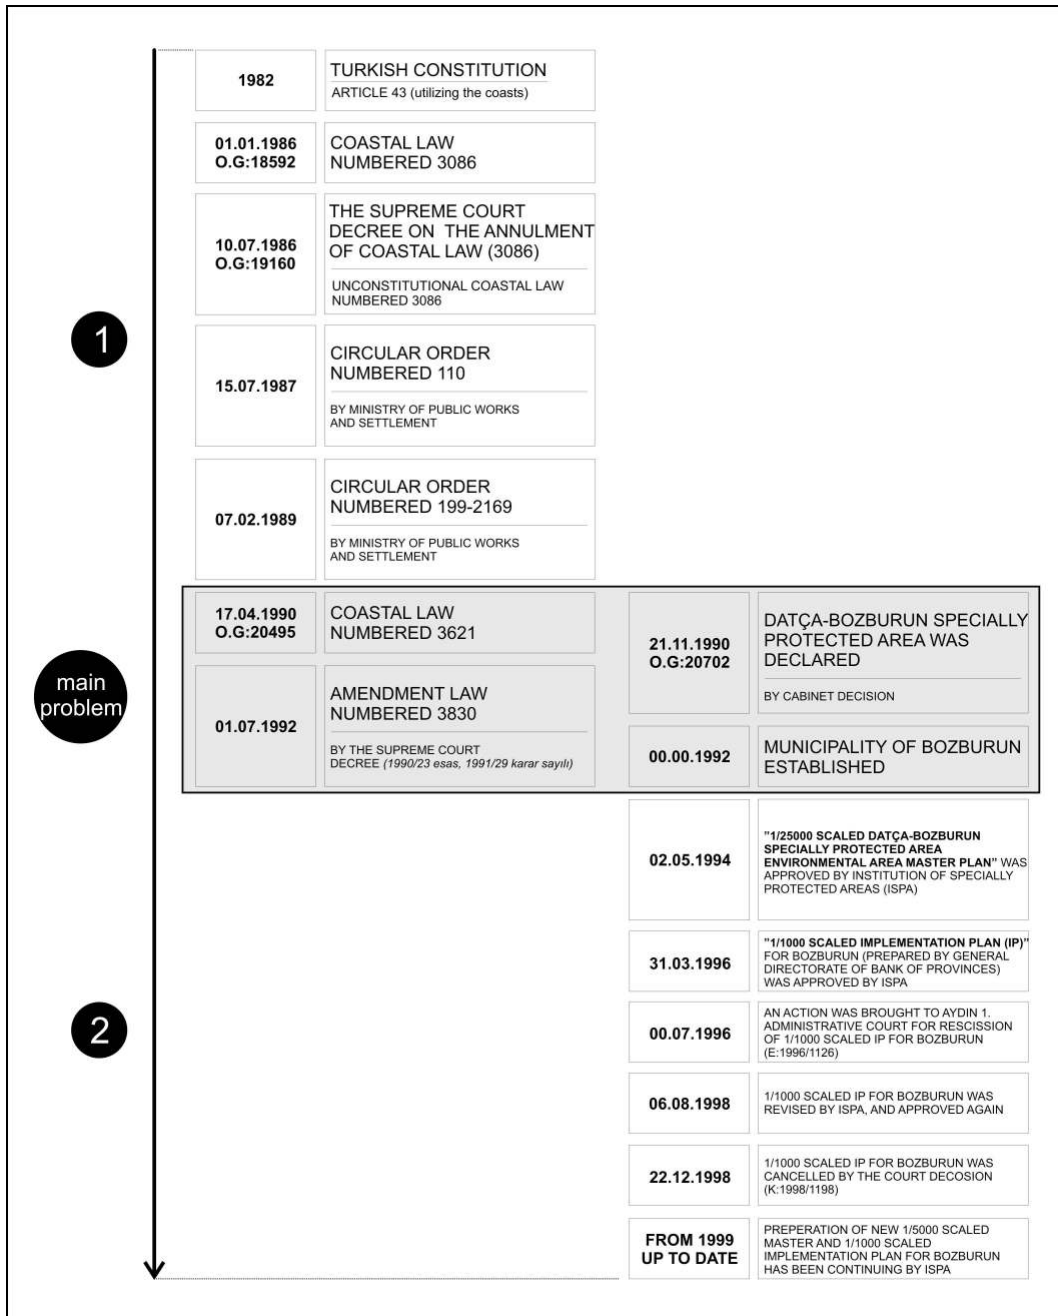 1982
TURKISH CONSTITUTION
ARTICLE 43 (utilizing the coasts)
01.01.1986
O.G:18592
COASTAL LAW
NUMBERED 3086
10.07.1986
O.G:19160
THE SUPREME COURT
DECREE ON THE ANNULMENT
OF COASTAL LAW (3086)
UNCONSTITUTIONAL COASTAL LAW
NUMBERED 3086
1
15.07.1987
CIRCULAR ORDER
NUMBERED 110
BY MINISTRY OF PUBLIC WORKS
AND SETTLEMENT
07.02.1989
CIRCULAR ORDER
NUMBERED 199-2169
BY MINISTRY OF PUBLIC WORKS
AND SETTLEMENT
main
problem
17.04.1990
O.G:20495
COASTAL LAW
NUMBERED 3621
01.07.1992
AMENDMENT LAW
NUMBERED 3830
BY THE SUPREME COURT
DECREE (1990/23 esas, 1991/29 karar sayılı)
21.11.1990
O.G:20702
DATÇA-BOZBURUN SPECIALLY
PROTECTED AREA WAS
DECLARED
BY CABINET DECISION
00.00.1992
MUNICIPALITY OF BOZBURUN
ESTABLISHED
02.05.1994
"1/25000 SCALED DATÇA-BOZBURUN
SPECIALLY PROTECTED AREA
ENVIRONMENTAL AREA MASTER PLAN" WAS
APPROVED BY INSTITUTION OF SPECIALLY
PROTECTED AREAS (ISPA)
31.03.1996
"1/1000 SCALED IMPLEMENTATION PLAN (IP)"
FOR BOZBURUN (PREPARED BY GENERAL
DIRECTORATE OF BANK OF PROVINCES)
WAS APPROVED BY ISPA
2
00.07.1996
AN ACTION WAS BROUGHT TO AYDIN 1.
ADMINISTRATIVE COURT FOR RESCISSION
OF 1/1000 SCALED IP FOR BOZBURUN
(E:1996/1126)
06.08.1998
1/1000 SCALED IP FOR BOZBURUN WAS
REVISED BY ISPA, AND APPROVED AGAIN
22.12.1998
1/1000 SCALED IP FOR BOZBURUN WAS
CANCELLED BY THE COURT DECOSION
(K:1998/1198)
FROM 1999
UP TO DATE
PREPERATION OF NEW 1/5000 SCALED
MASTER AND 1/1000 SCALED
IMPLEMENTATION PLAN FOR BOZBURUN
HAS BEEN CONTINUING BY ISPA